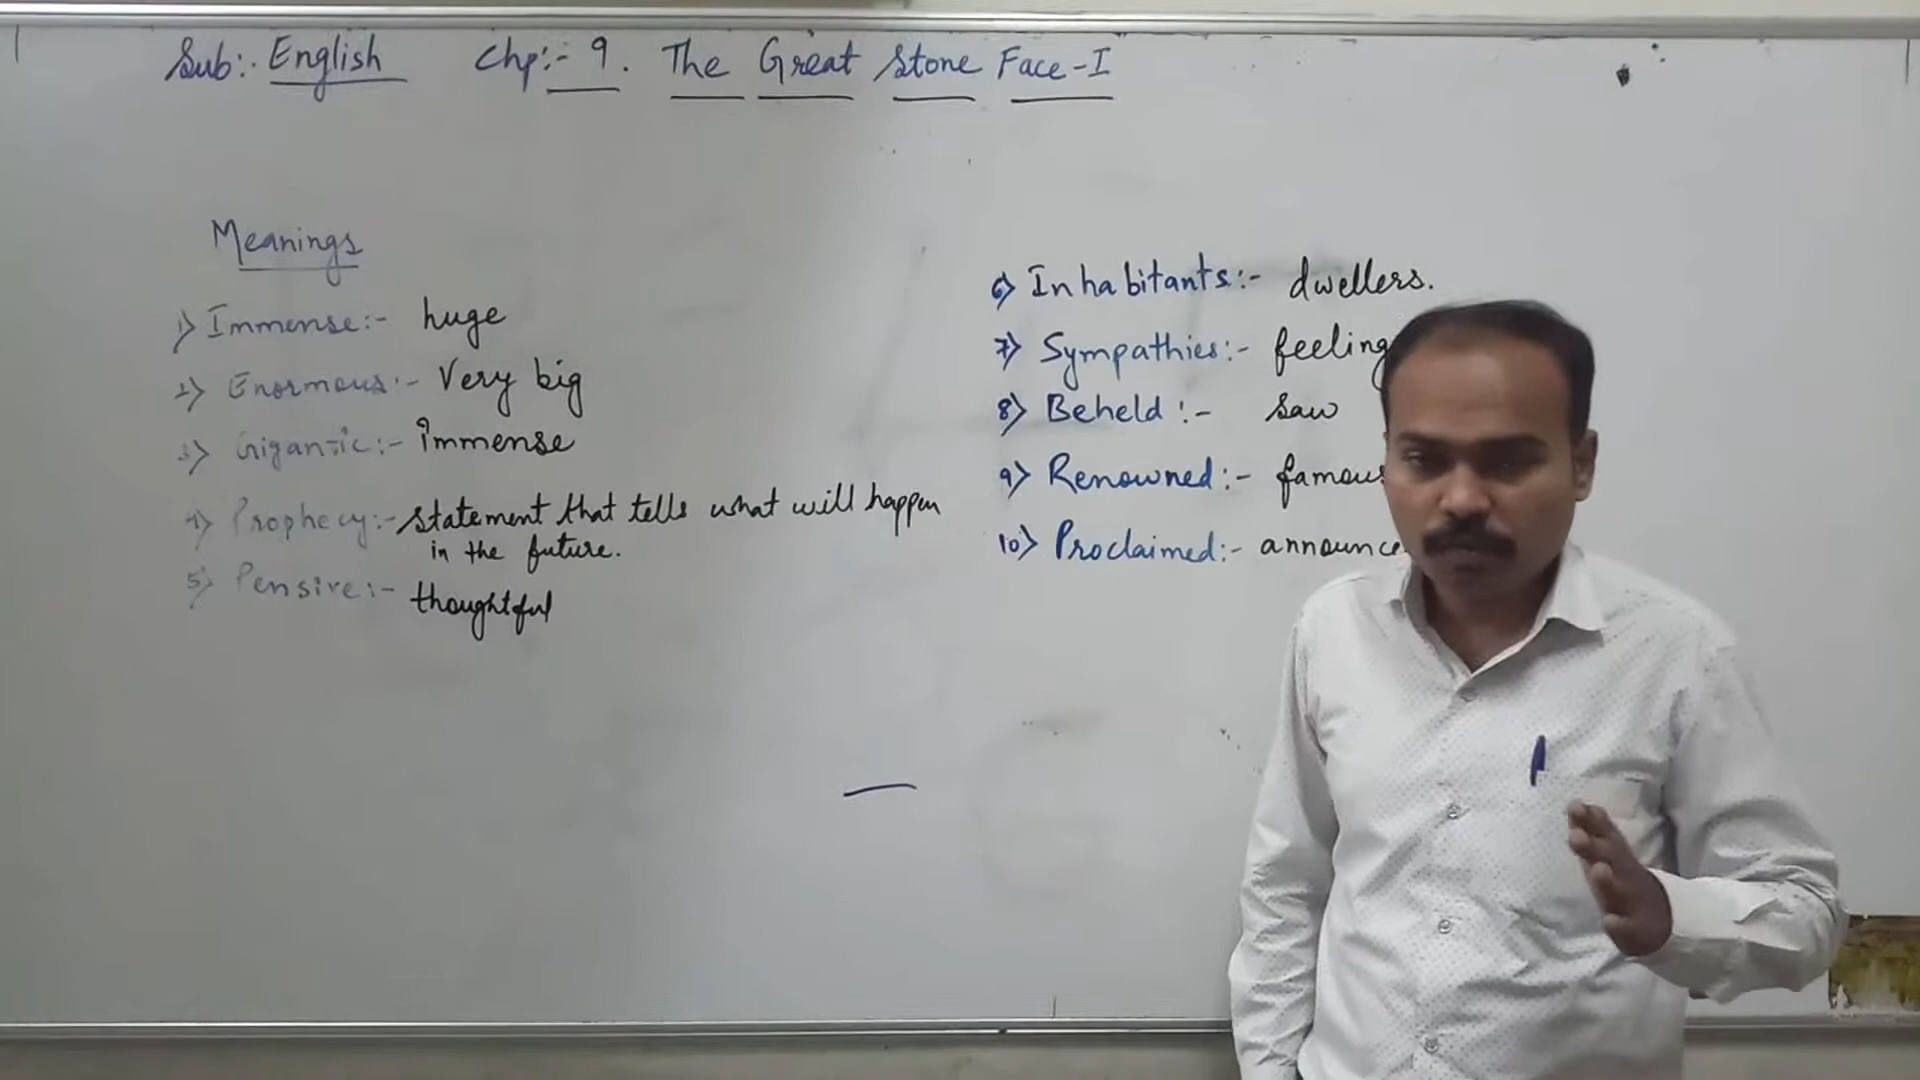 Sub:- English Chp:- 9. The Great Stone Face-I
Meanings
1) Immense:- huge
2) Enormous:- Very big
3) Gigantic:- immense
4) Prophecy:- statement that tells what will happen
in the future.
5) Pensive:- thoughtful
6) Inhabitants:- dwellers.
7) Sympathies:- feeling
8) Beheld:- saw
9) Renowned:- famous
10) Proclaimed:- announce